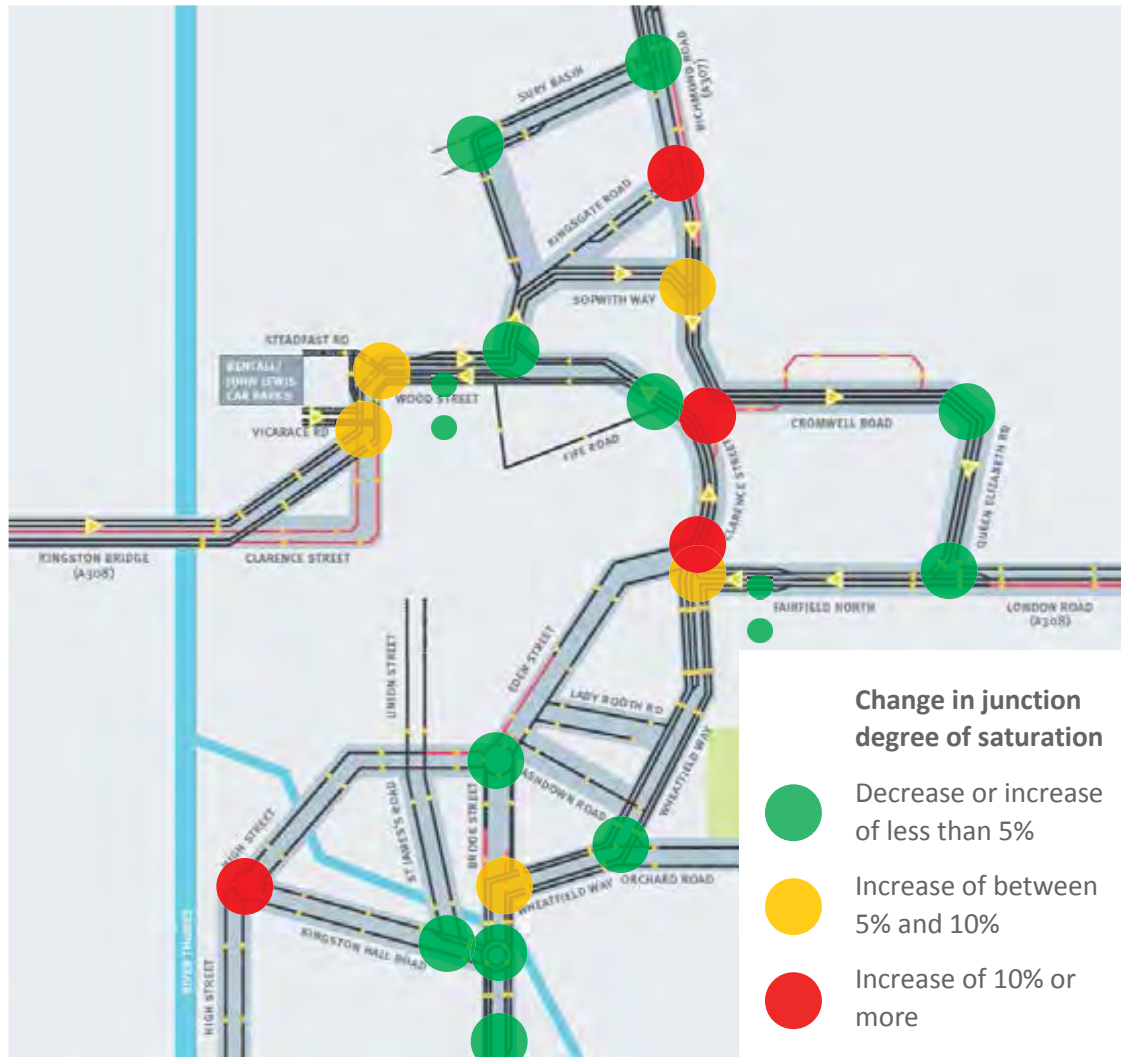 SURY BASIN
RICHMOND ROAD
(A307)
KINGSGATE ROAD
SOPWITH WAY
STEADFAST RD
BENTALL/
JOHN LEWIS
CAR PARKS
WOOD STREET
VICARAGE RD
FIFE ROAD
CROMWELL ROAD
CLARENCE STREET
QUEEN ELIZABETH RD
KINGSTON BRIDGE
(A308)
CLARENCE STREET
FAIRFIELD NORTH
LONDON ROAD
(A308)
EDEN STREET
UNION STREET
LADY BOOTH RD
WHEATFIELD WAY
ASHDOWN ROAD
ST JAMES'S ROAD
BROOK STREET
HIGH STREET
WHEATFIELD WAY
ORCHARD ROAD
KINGSTON HALL ROAD
RIVER THAMES
HIGH STREET
Change in junction
degree of saturation
Decrease or increase
of less than 5%
Increase of between
5% and 10%
Increase of 10% or
more